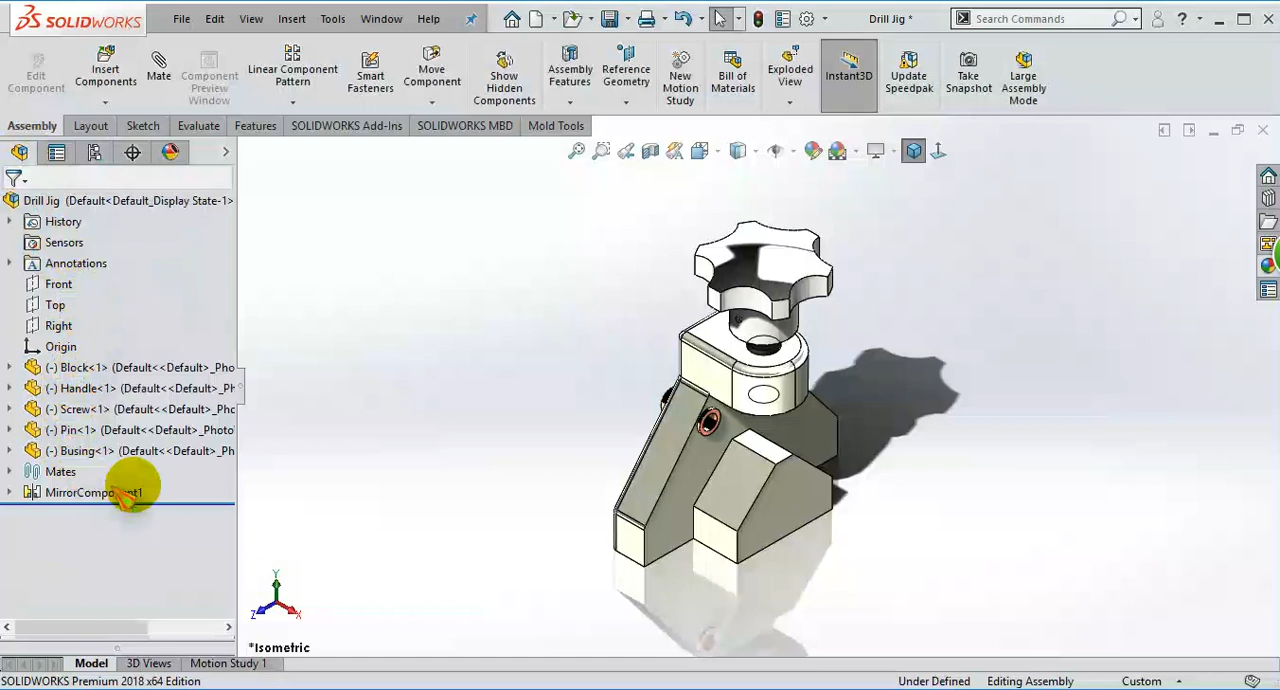 SOLIDWORKS File Edit View Insert Tools Window Help Drill Jig * Search Commands
Edit Component
Insert Components
Mate
Component Preview Window
Linear Component Pattern
Smart Fasteners
Move Component
Show Hidden Components
Assembly Features
Reference Geometry
New Motion Study
Bill of Materials
Exploded View
Instant3D
Update Speedpak
Take Snapshot
Large Assembly Mode
Assembly Layout Sketch Evaluate Features SOLIDWORKS Add-Ins SOLIDWORKS MBD Mold Tools
Drill Jig (Default<Default_Display State-1>
History
Sensors
Annotations
Front
Top
Right
Origin
(-) Block<1> (Default<<Default>_Pho
(-) Handle<1> (Default<<Default>_Ph
(-) Screw<1> (Default<<Default>_Phc
(-) Pin<1> (Default<<Default>_Photo
(-) Busing<1> (Default<<Default>_Ph
Mates
MirrorComponent1
Y
Z X
*Isometric
Model 3D Views Motion Study 1
SOLIDWORKS Premium 2018 x64 Edition Under Defined Editing Assembly Custom